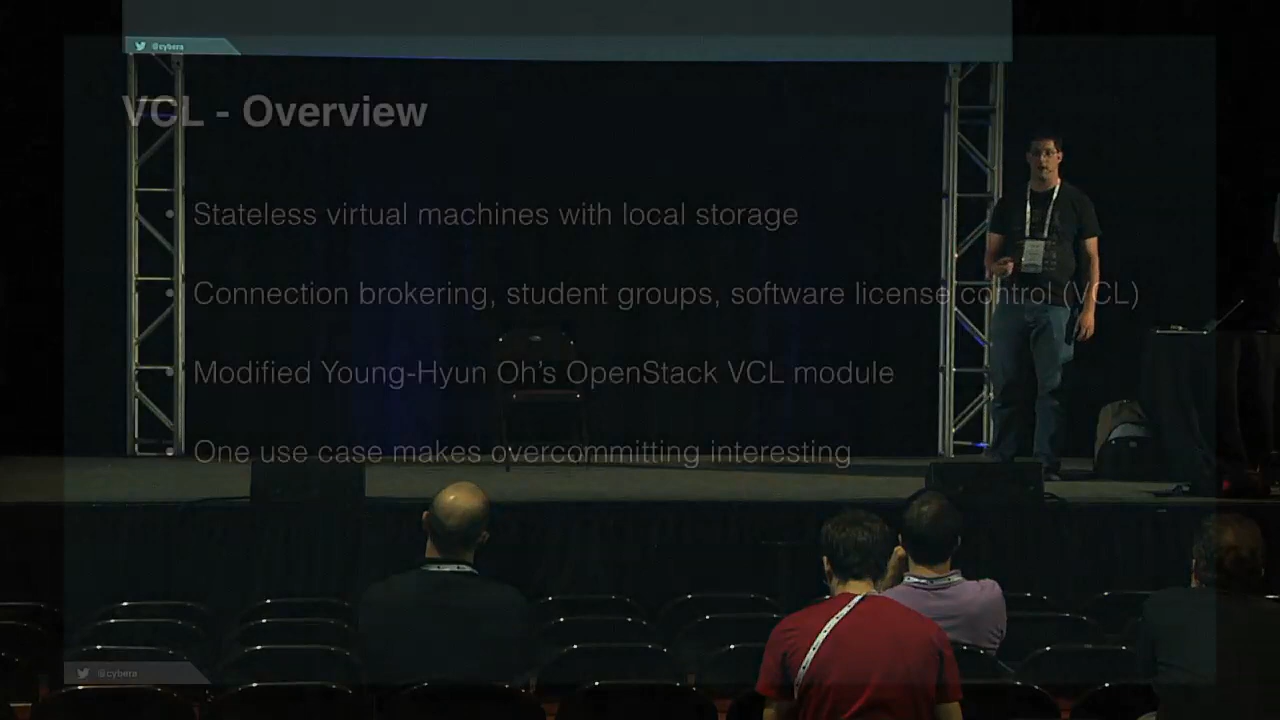 @cybera
VCL - Overview
Stateless virtual machines with local storage
Connection brokering, student groups, software license control (VCL)
Modified Young-Hyun Oh's OpenStack VCL module
One use case makes overcommitting interesting
@cybera